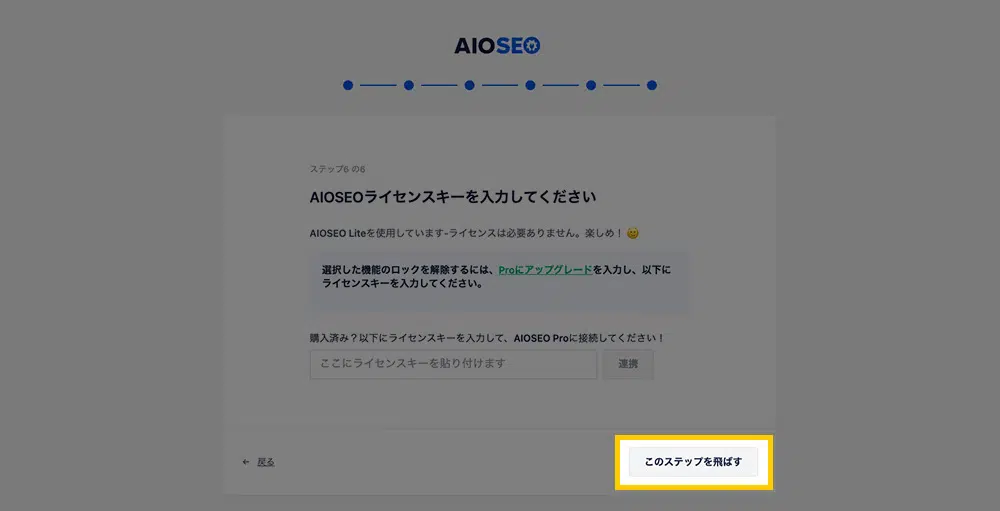 AIOSEO
ステップ6 の6
AIOSEOライセンスキーを入力してください
AIOSEO Liteを使用しています-ライセンスは必要ありません。楽しめ！
選択した機能のロックを解除するには、Proにアップグレードを入力し、以下に
ライセンスキーを入力してください。
購入済み？以下にライセンスキーを入力して、AIOSEO Proに接続してください！
ここにライセンスキーを貼り付けます
連携
← 戻る
このステップを飛ばす